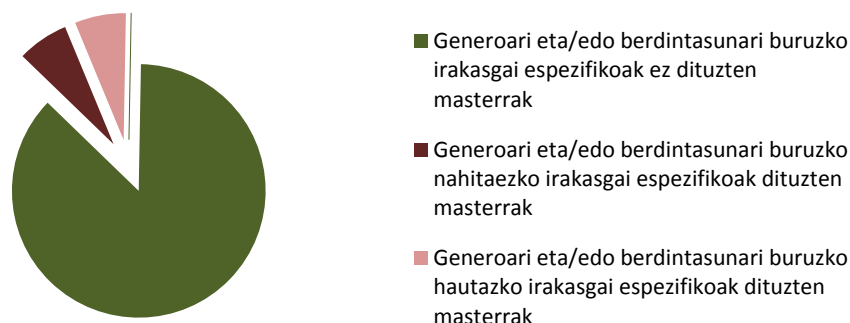 Generoari eta/edo berdintasunari buruzko
irakasgai espezifikoak ez dituzten
masterrak
Generoari eta/edo berdintasunari buruzko
nahitaezko irakasgai espezifikoak dituzten
masterrak
Generoari eta/edo berdintasunari buruzko
hautazko irakasgai espezifikoak dituzten
masterrak